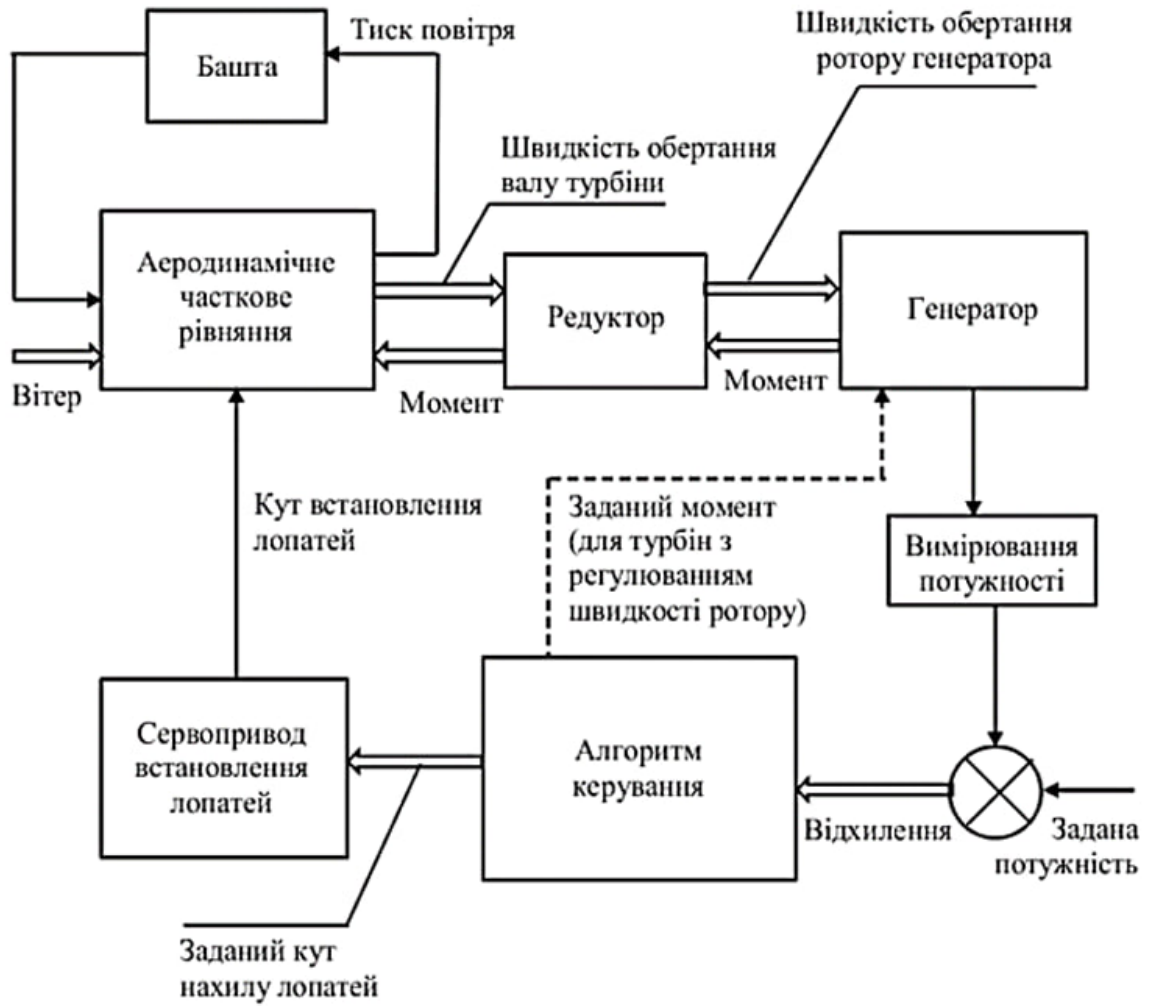 Башта
Тиск повітря
Швидкість обертання
ротору генератора
Швидкість обертання
валу турбіни
Аеродинамічне
часткове
рівняння
Редуктор
Генератор
Вітер
Момент
Момент
Кут встановлення
лопатей
Заданий момент
(для турбін з
регулюванням
швидкості ротору)
Вимірювання
потужності
Сервопривод
встановлення
лопатей
Алгоритм
керування
Відхилення
Задана
потужність
Заданий кут
нахилу лопатей